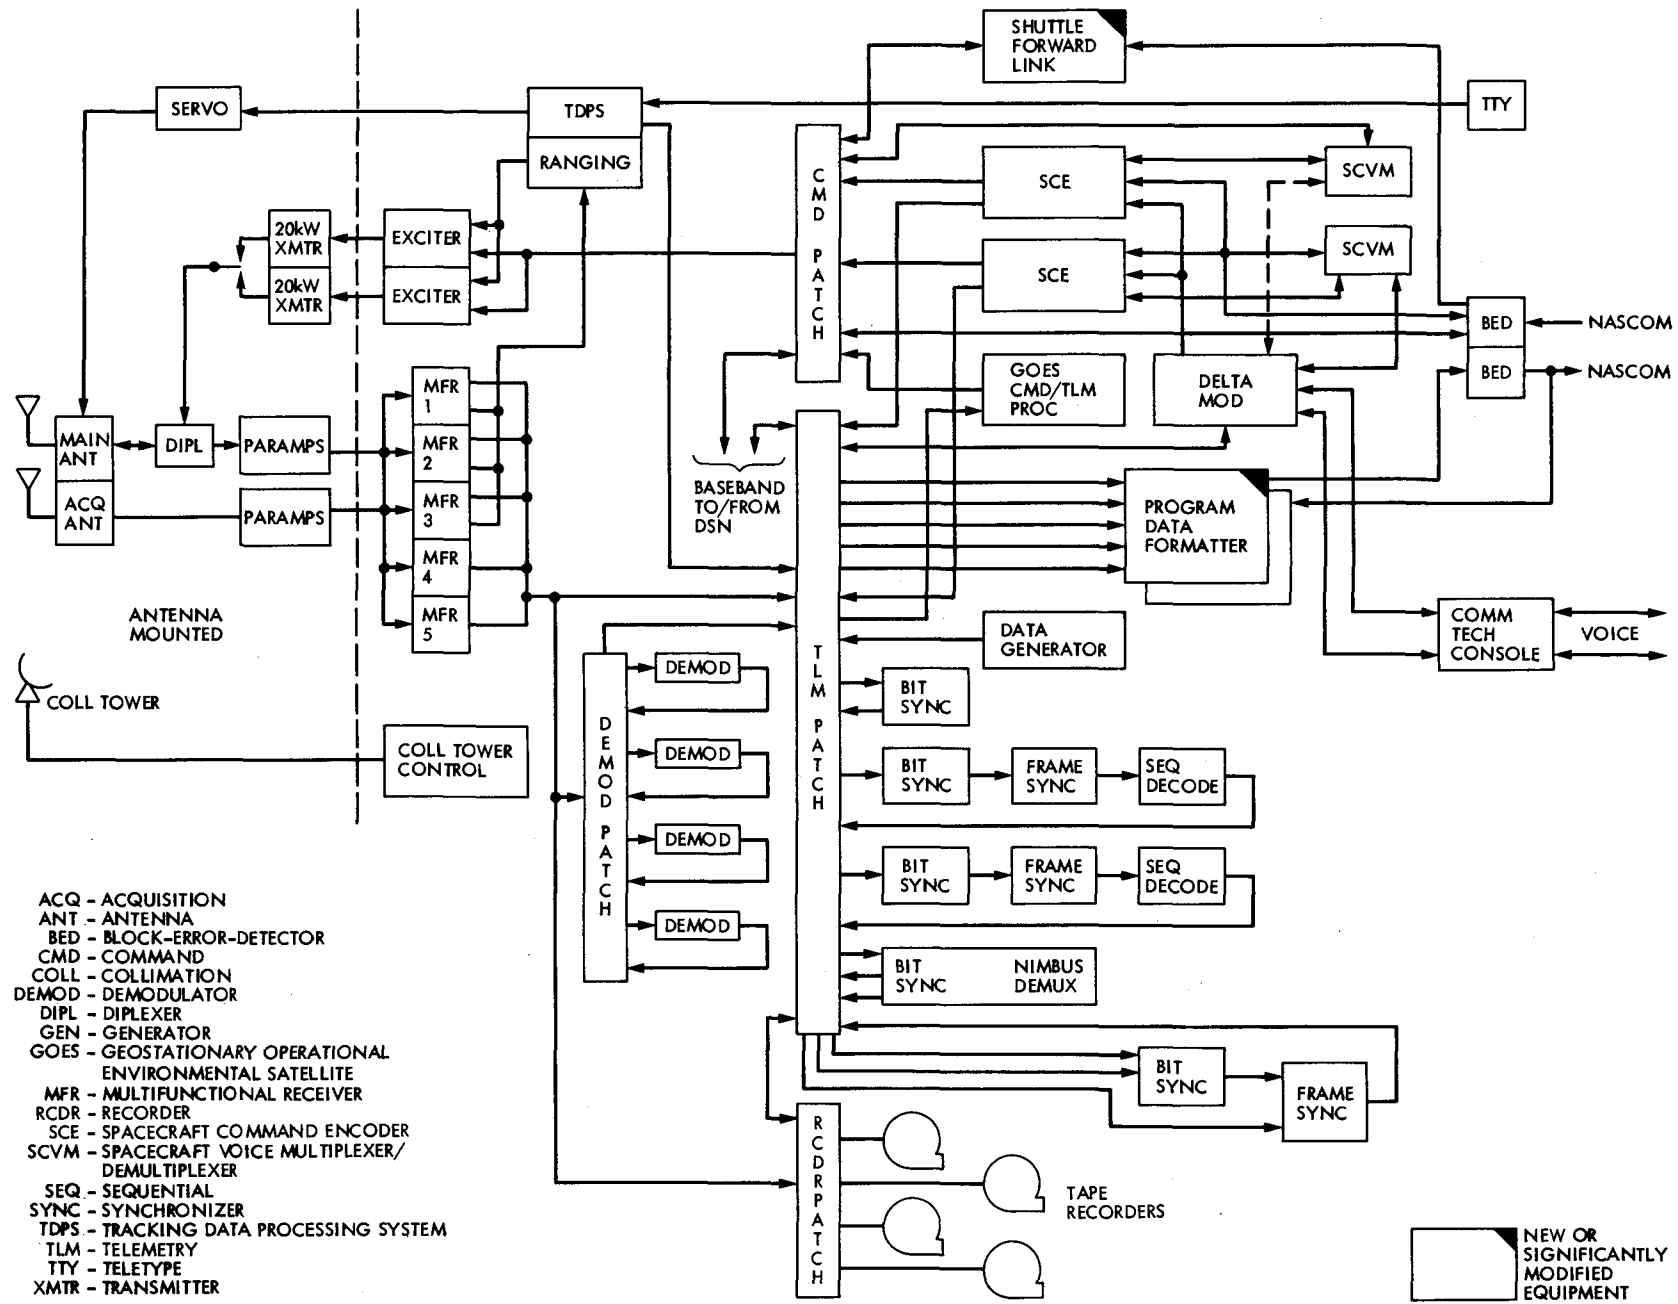 SHUTTLE
FORWARD
LINK
SERVO
TDPS
TTY
RANGING
CMD PATCH
SCE
SCVM
20kW
XMTR
EXCITER
SCVM
SCE
20kW
XMTR
EXCITER
BED
NASCOM
BED
NASCOM
GOES
CMD/TLM
PROC
DELTA
MOD
MFR
1
MAIN
ANT
DIPL
PARAMPS
MFR
2
ACQ
ANT
PARAMPS
MFR
3
BASEBAND
TO/FROM
DSN
PROGRAM
DATA
FORMATTER
MFR
4
MFR
5
ANTENNA
MOUNTED
TLM PATCH
DATA
GENERATOR
COMM
TECH
CONSOLE
VOICE
DEMOD
BIT
SYNC
COLL TOWER
DEMOD PATCH
COLL TOWER
CONTROL
DEMOD
BIT
SYNC
FRAME
SYNC
SEQ
DECODE
DEMOD
BIT
SYNC
FRAME
SYNC
SEQ
DECODE
DEMOD
BIT
SYNC
NIMBUS
DEMUX
BIT
SYNC
FRAME
SYNC
RCDRPATCH
TAPE
RECORDERS
ACQ - ACQUISITION
ANT - ANTENNA
BED - BLOCK-ERROR-DETECTOR
CMD - COMMAND
COLL - COLLIMATION
DEMOD - DEMODULATOR
DIPL - DIPLEXER
GEN - GENERATOR
GOES - GEOSTATIONARY OPERATIONAL
ENVIRONMENTAL SATELLITE
MFR - MULTIFUNCTIONAL RECEIVER
RCDR - RECORDER
SCE - SPACECRAFT COMMAND ENCODER
SCVM - SPACECRAFT VOICE MULTIPLEXER/
DEMULTIPLEXER
SEQ - SEQUENTIAL
SYNC - SYNCHRONIZER
TDPS - TRACKING DATA PROCESSING SYSTEM
TLM - TELEMETRY
TTY - TELETYPE
XMTR - TRANSMITTER
NEW OR
SIGNIFICANTLY
MODIFIED
EQUIPMENT